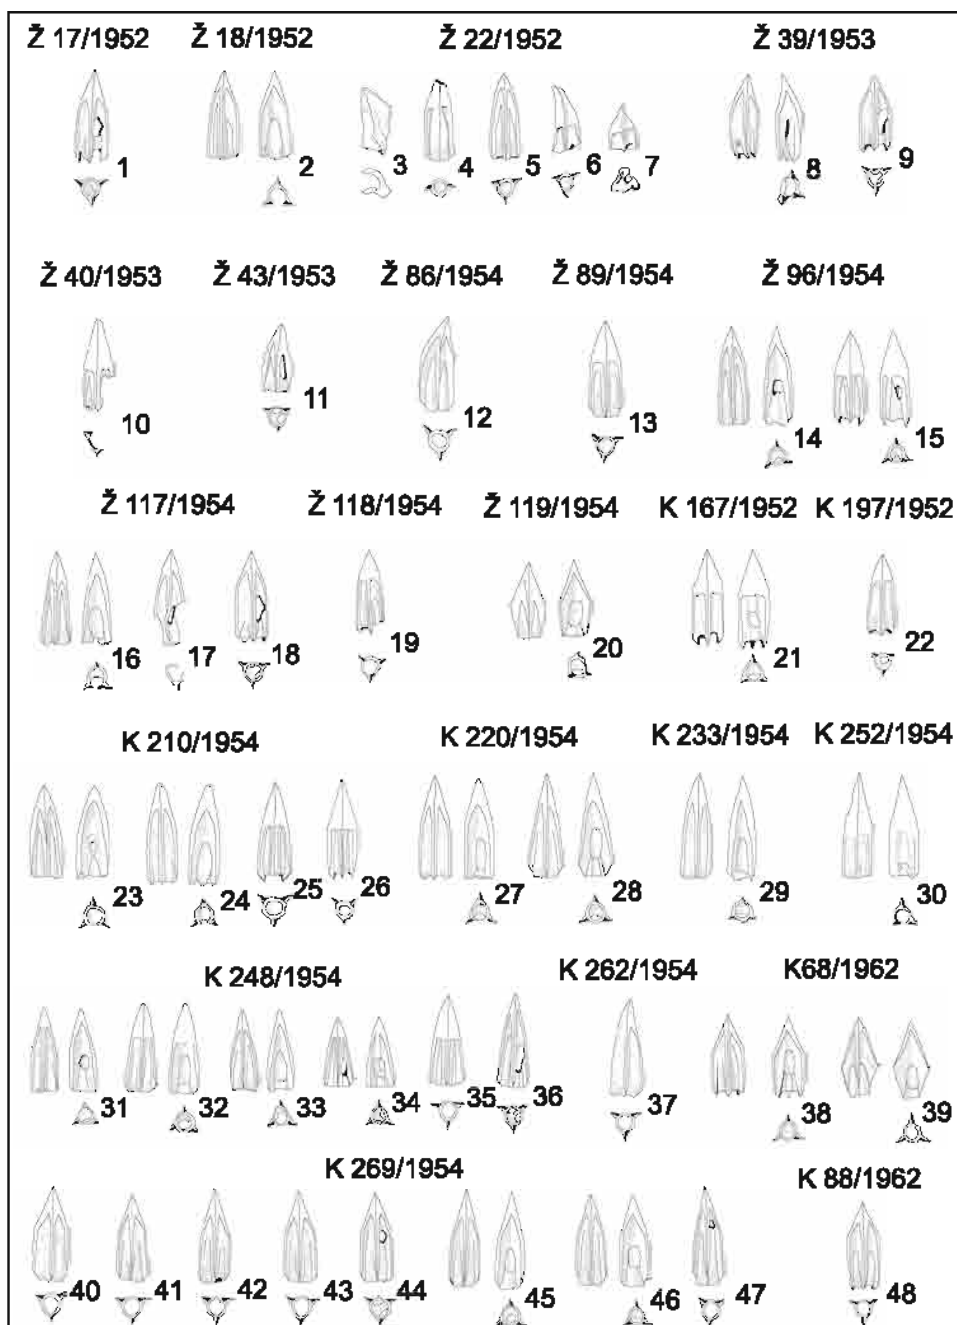 Ž 17/1952 Ž 18/1952 Ž 22/1952 Ž 39/1953
1 2 3 4 5 6 7 8 9
Ž 40/1953 Ž 43/1953 Ž 86/1954 Ž 89/1954 Ž 96/1954
10 11 12 13 14 15
Ž 117/1954 Ž 118/1954 Ž 119/1954 K 167/1952 K 197/1952
16 17 18 19 20 21 22
K 210/1954 K 220/1954 K 233/1954 K 252/1954
23 24 25 26 27 28 29 30
K 248/1954 K 262/1954 K68/1962
31 32 33 34 35 36 37 38 39
K 269/1954 K 88/1962
40 41 42 43 44 45 46 47 48